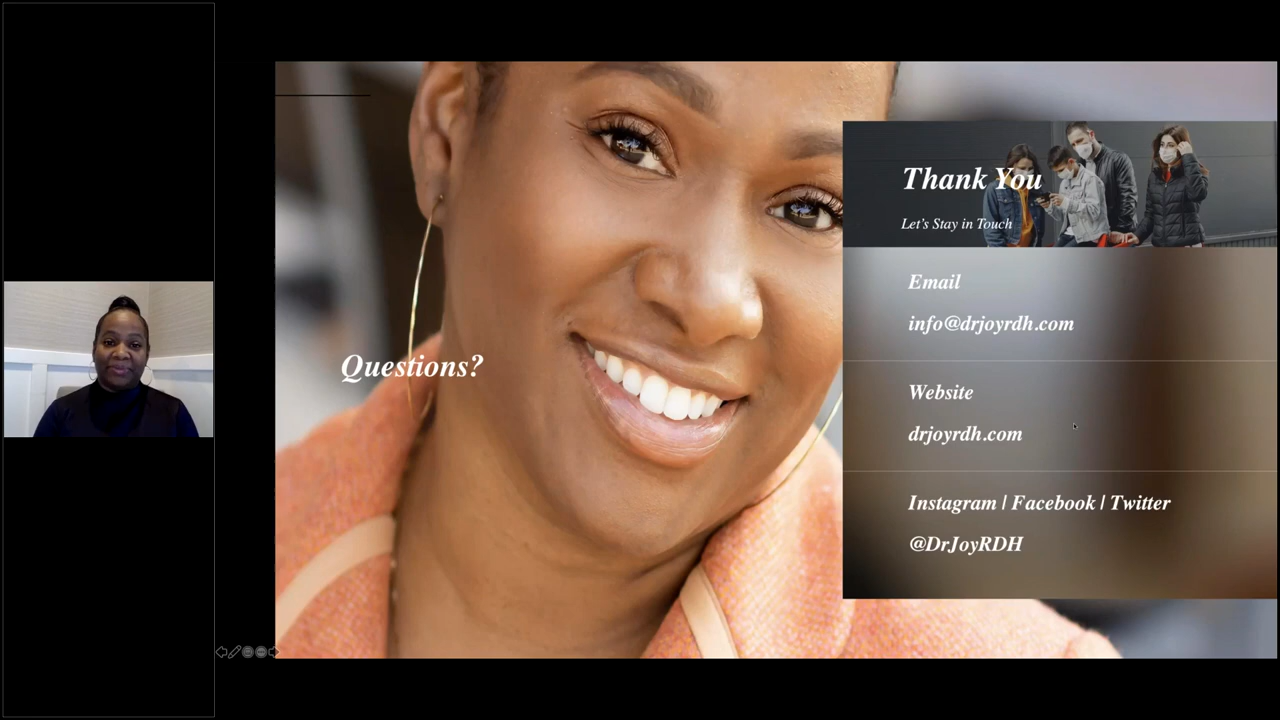 Questions?
Thank You
Let's Stay in Touch
Email
info@drjoyrdh.com
Website
drjoyrdh.com
Instagram | Facebook | Twitter
@DrJoyRDH